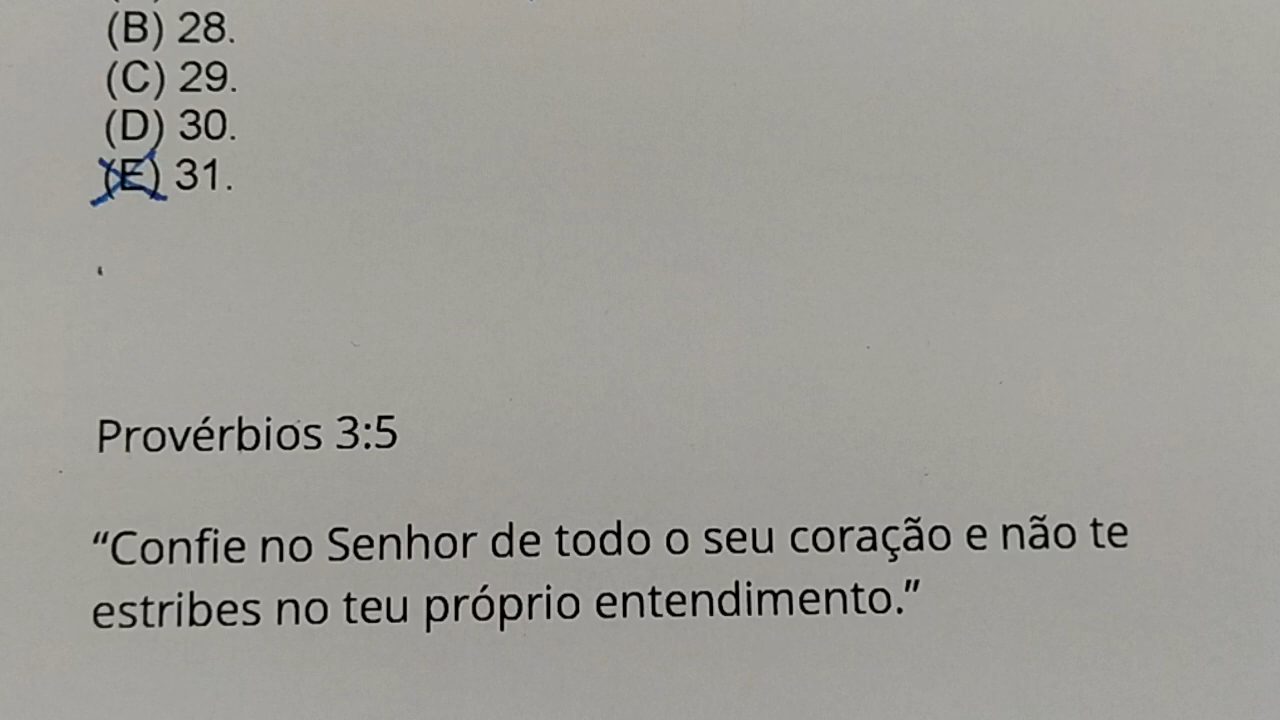 (B) 28.
(C) 29.
(D) 30.
(E) 31.
Provérbios 3:5
“Confie no Senhor de todo o seu coração e não te
estribes no teu próprio entendimento.”